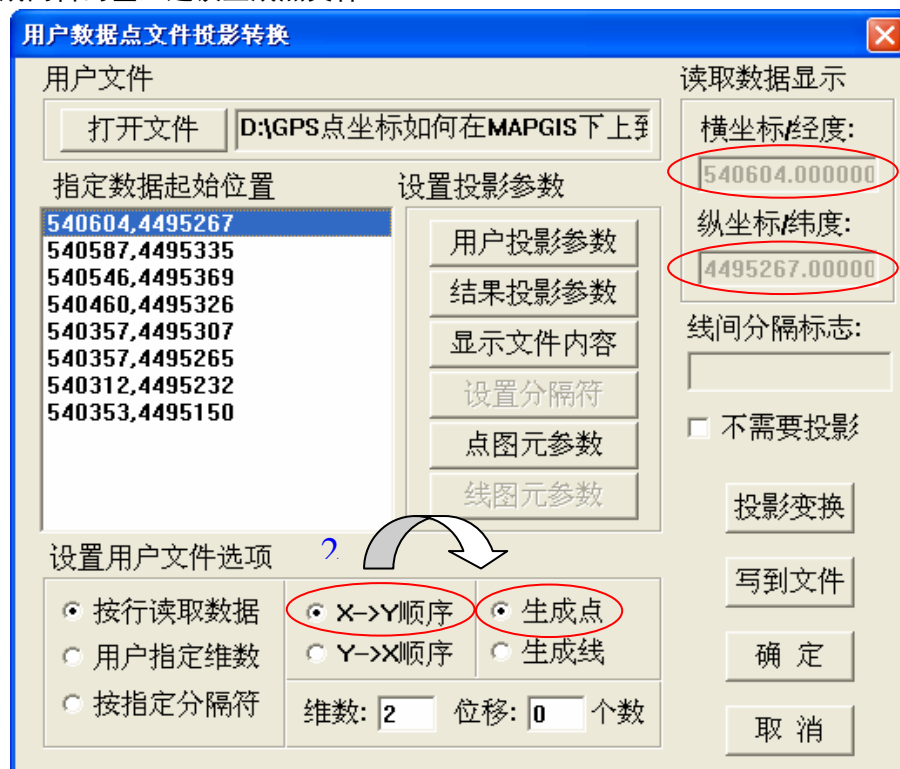 用户数据点文件投影转换
用户文件
打开文件
D:\GPS点坐标如何在MAPGIS下上
指定数据起始位置
540604,4495267
540587,4495335
540546,4495369
540460,4495326
540357,4495307
540357,4495265
540312,4495232
540353,4495150
设置投影参数
用户投影参数
结果投影参数
显示文件内容
设置分隔符
点图元参数
线图元参数
读取数据显示
横坐标/经度:
540604.000000
纵坐标/纬度:
4495267.00000
线间分隔标志:
不需要投影
投影变换
写到文件
确 定
取 消
设置用户文件选项
2
按行读取数据
用户指定维数
按指定分隔符
X->Y顺序
Y->X顺序
生成点
生成线
维数: 2 位移: 0 个数